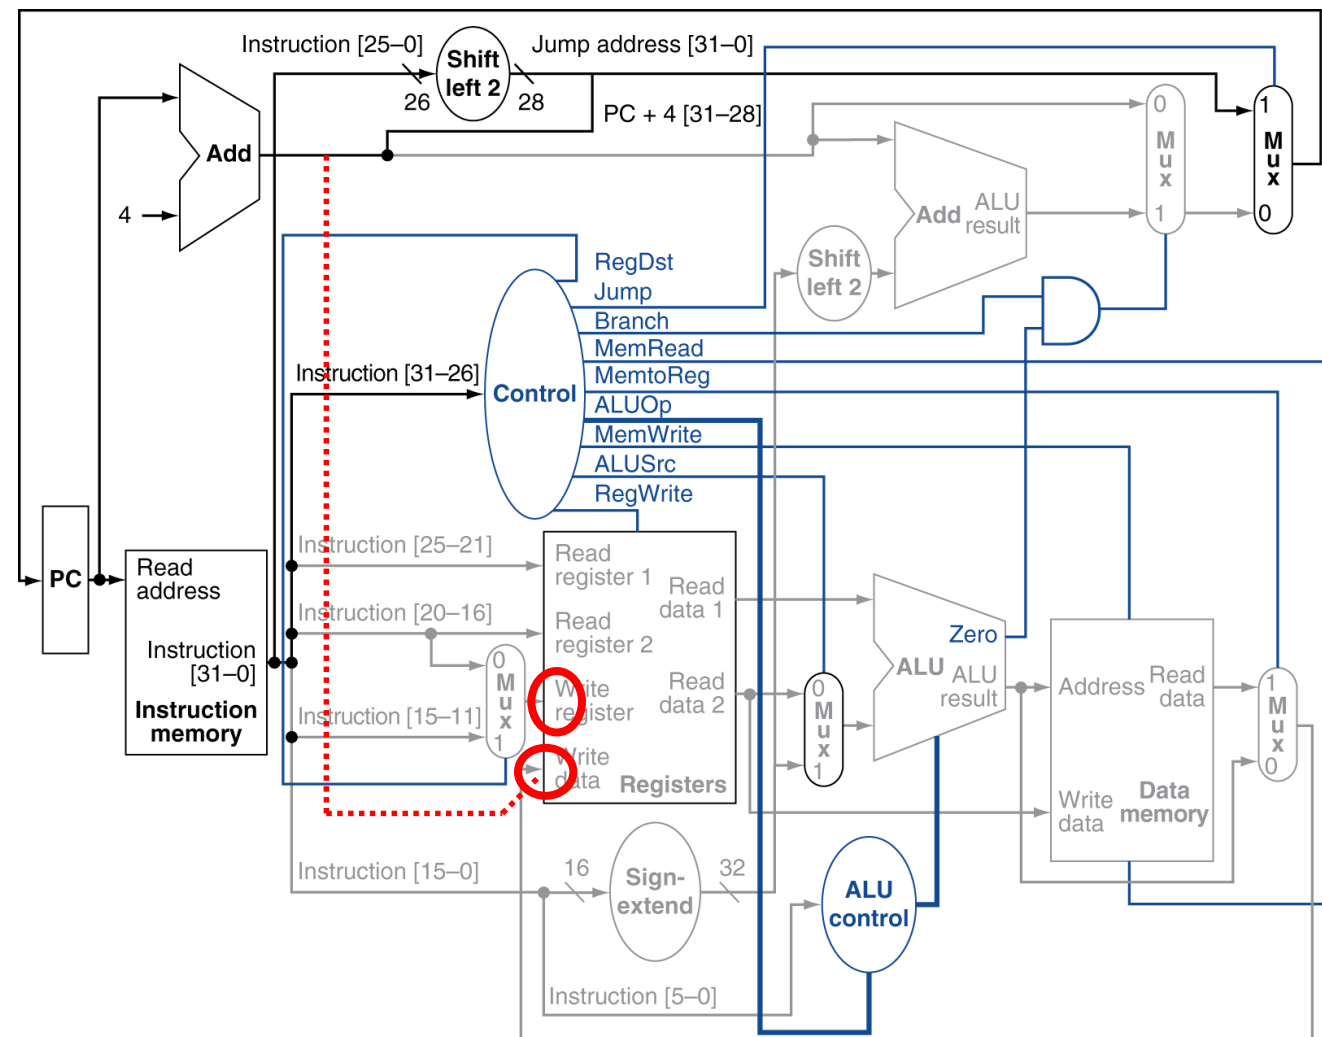 Instruction [25–0]
Shift
left 2
Jump address [31–0]
26
28
PC + 4 [31–28]
Add
4
0
M
u
x
1
1
M
u
x
0
Add
ALU
result
Shift
left 2
RegDst
Jump
Branch
MemRead
MemtoReg
ALUOp
MemWrite
ALUSrc
RegWrite
Instruction [31–26]
Control
PC
Read
address
Instruction
[31–0]
Instruction
memory
Instruction [25–21]
Instruction [20–16]
Instruction [15–11]
0
M
u
x
1
Read
register 1
Read
register 2
Write
register
Write
data
Read
data 1
Read
data 2
Registers
0
M
u
x
1
Zero
ALU
ALU
result
Address
Read
data
Write
data
Data
memory
1
M
u
x
0
Instruction [15–0]
16
Sign-
extend
32
ALU
control
Instruction [5–0]